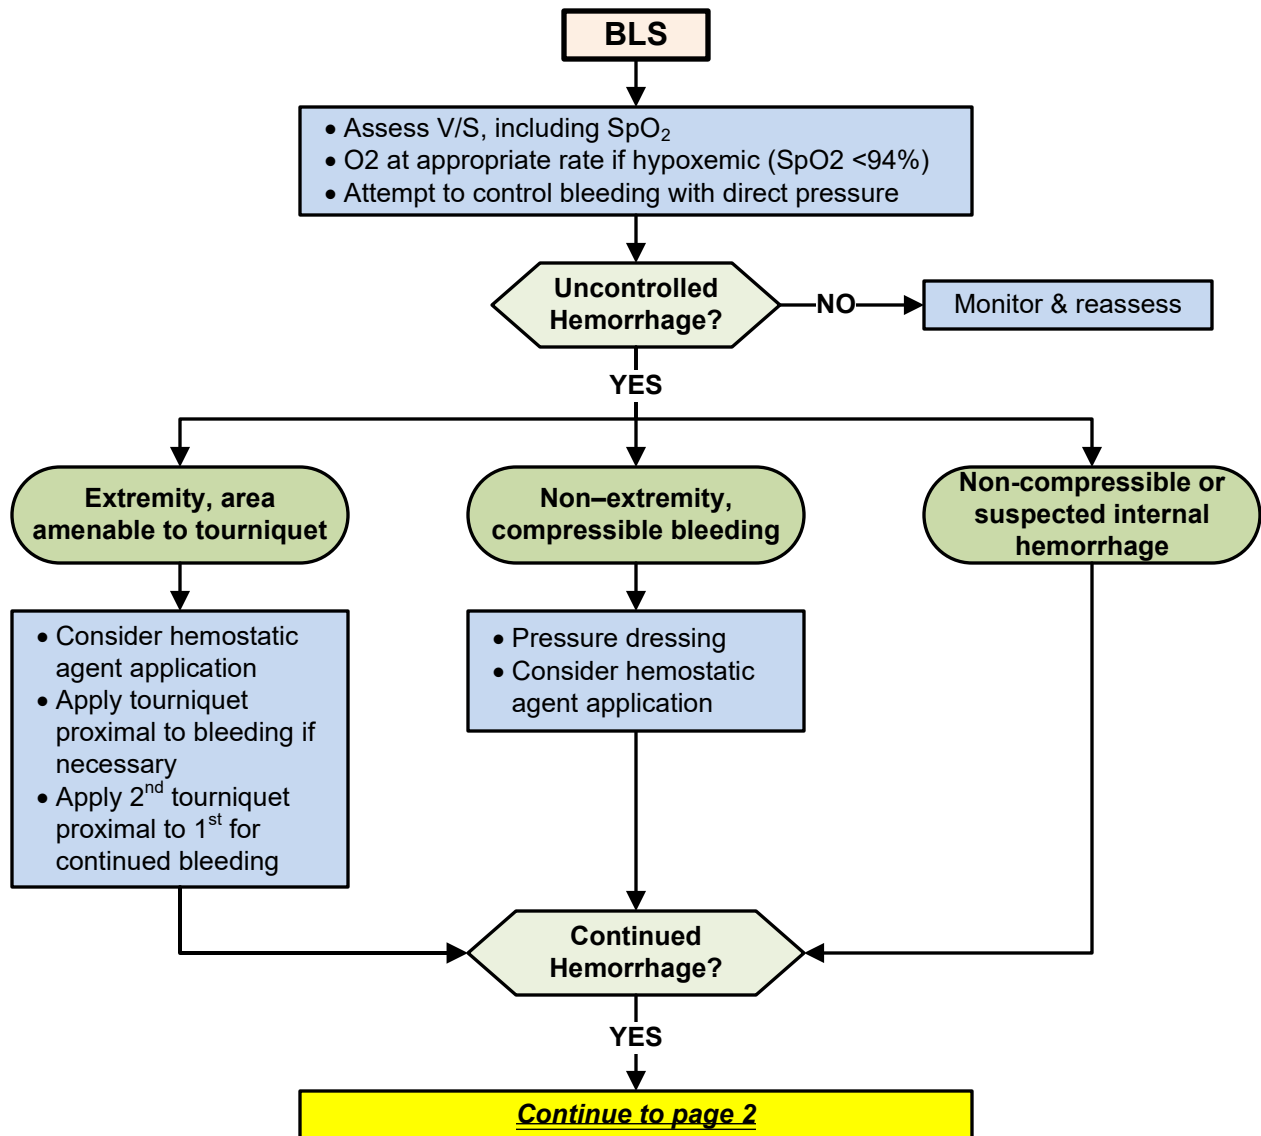 BLS
• Assess V/S, including SpO₂
• O2 at appropriate rate if hypoxemic (SpO2 <94%)
• Attempt to control bleeding with direct pressure
Uncontrolled
Hemorrhage?
NO
Monitor & reassess
YES
Extremity, area
amenable to tourniquet
Non–extremity,
compressible bleeding
Non-compressible or
suspected internal
hemorrhage
• Consider hemostatic
agent application
• Apply tourniquet
proximal to bleeding if
necessary
• Apply 2nd tourniquet
proximal to 1st for
continued bleeding
• Pressure dressing
• Consider hemostatic
agent application
Continued
Hemorrhage?
YES
Continue to page 2